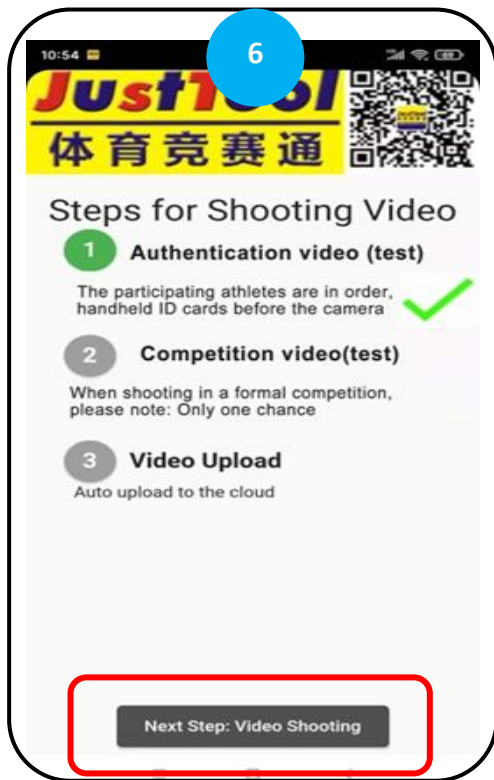 10:54
6
69
JustTool
体育竞赛通
Steps for Shooting Video
1
Authentication video (test)
The participating athletes are in order,
handheld ID cards before the camera
2
Competition video(test)
When shooting in a formal competition,
please note: Only one chance
3
Video Upload
Auto upload to the cloud
Next Step: Video Shooting